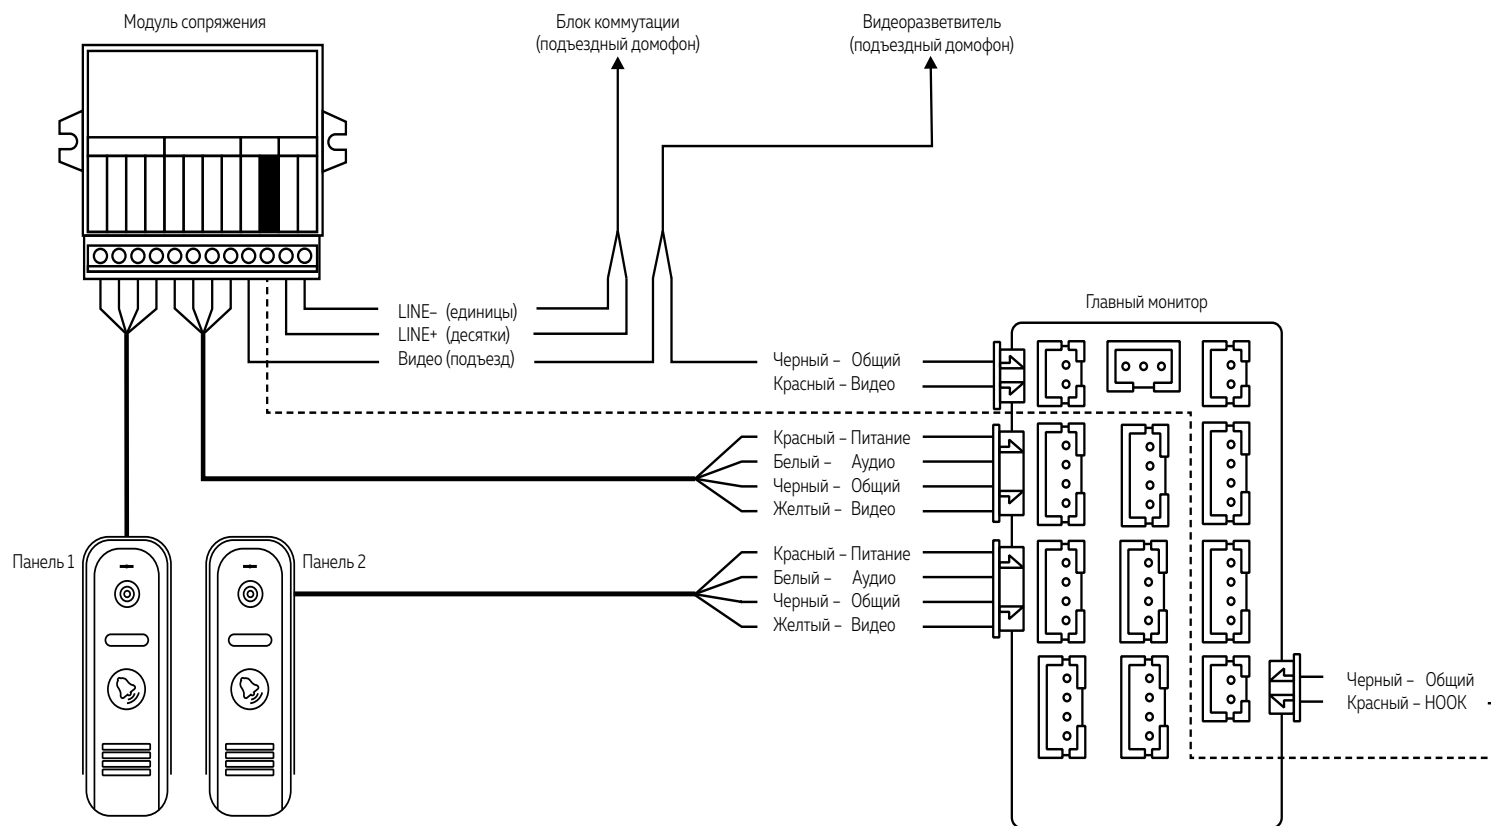 Модуль сопряжения
Блок коммутации
(подъездный домофон)
Видеоразветвитель
(подъездный домофон)
LINE– (единицы)
LINE+ (десятки)
Видео (подъезд)
Главный монитор
Черный – Общий
Красный – Видео
Красный – Питание
Белый – Аудио
Черный – Общий
Желтый – Видео
Панель 1
Панель 2
Красный – Питание
Белый – Аудио
Черный – Общий
Желтый – Видео
Черный – Общий
Красный – HOOK